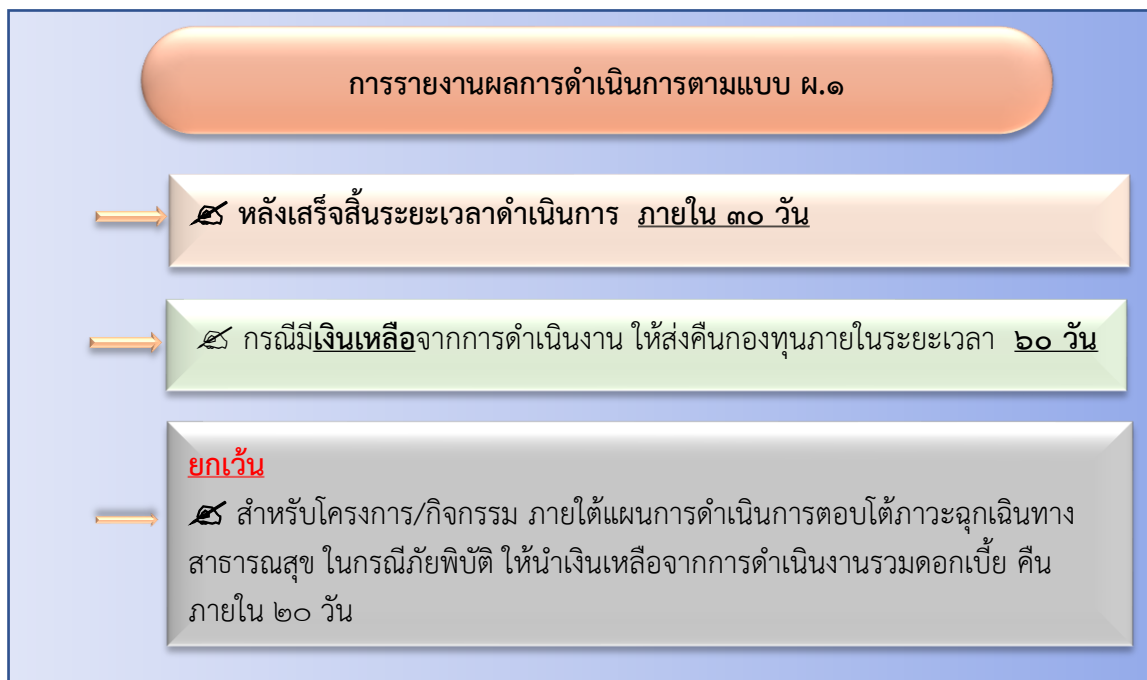 การรายงานผลการดำเนินการตามแบบ ผ.๑
✍ หลังเสร็จสิ้นระยะเวลาดำเนินการ ภายใน ๓๐ วัน
✍ กรณีมีเงินเหลือจากการดำเนินงาน ให้ส่งคืนกองทุนภายในระยะเวลา ๖๐ วัน
ยกเว้น
✍ สำหรับโครงการ/กิจกรรม ภายใต้แผนการดำเนินการตอบโต้ภาวะฉุกเฉินทาง
สาธารณสุข ในกรณีภัยพิบัติ ให้นำเงินเหลือจากการดำเนินงานรวมดอกเบี้ย คืน
ภายใน ๒๐ วัน